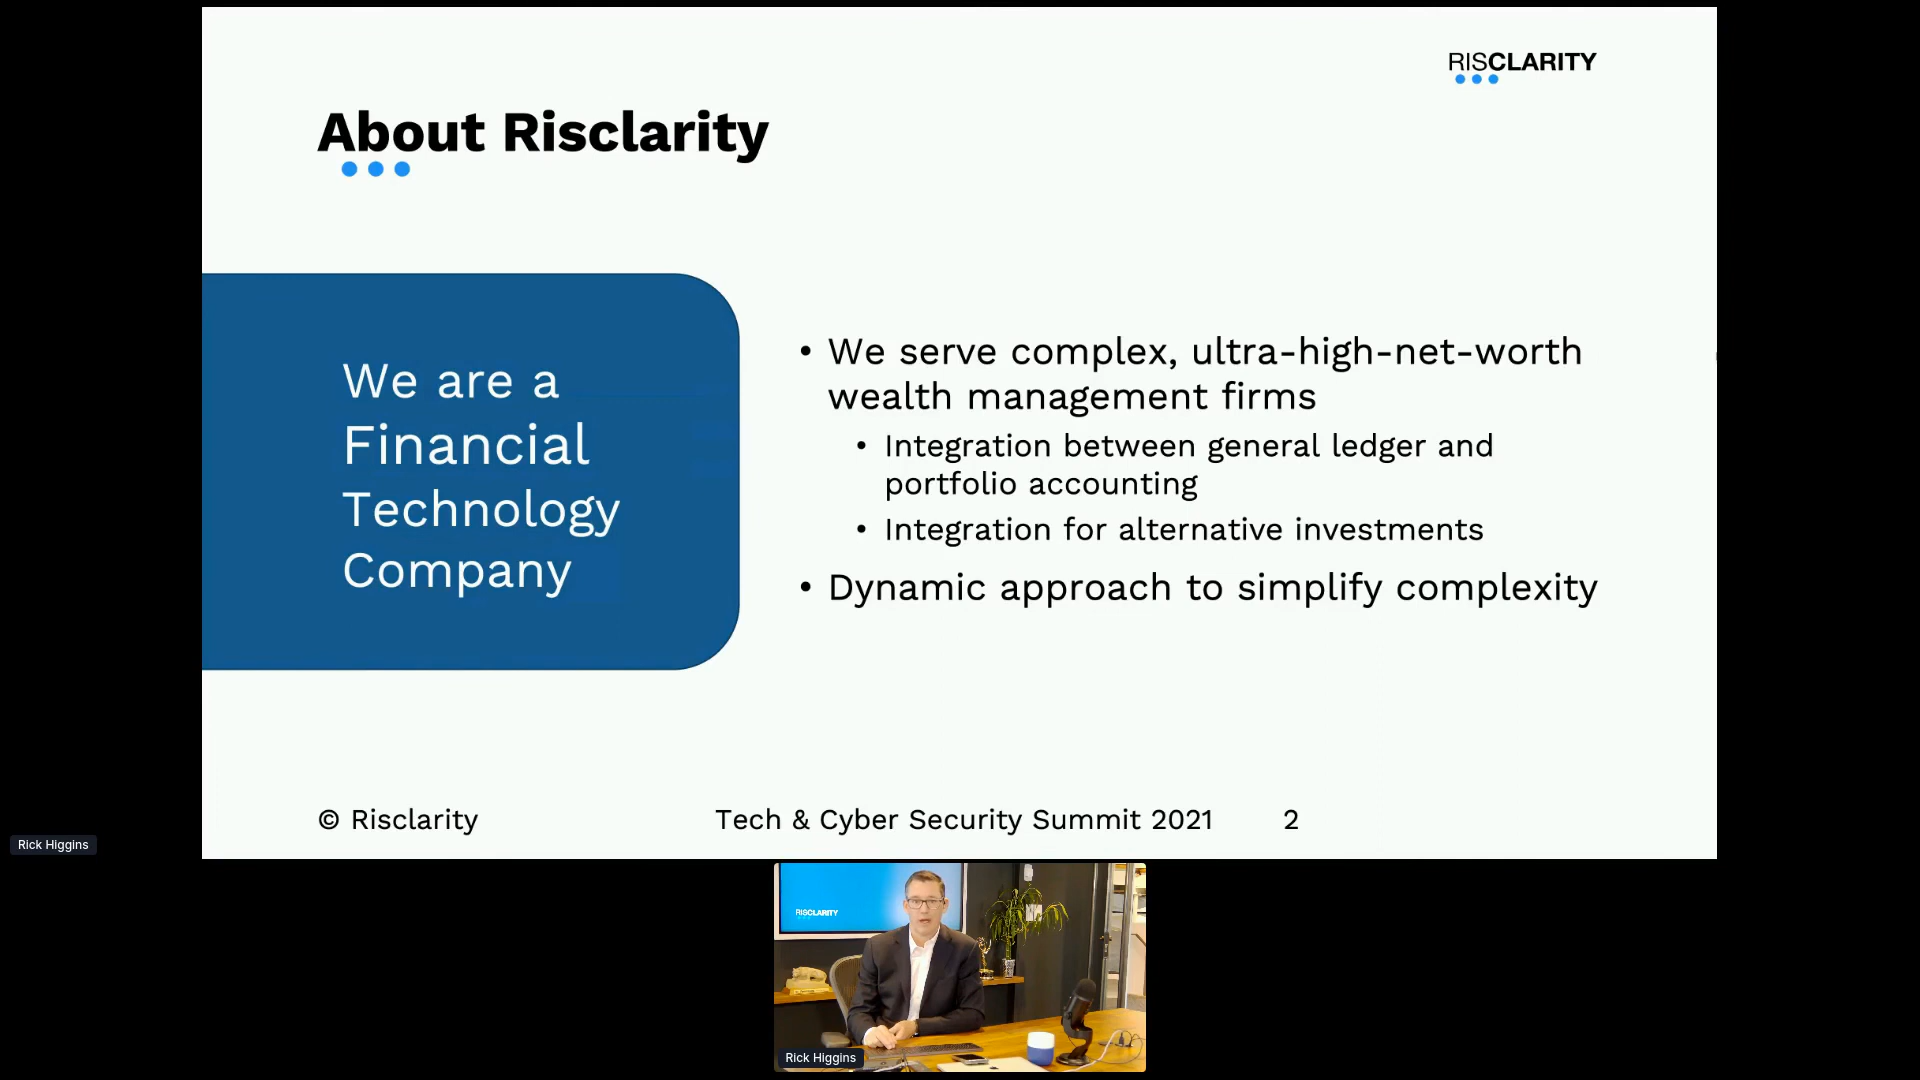 RISCLARITY
About Risclarity
We are a
Financial
Technology
Company
• We serve complex, ultra-high-net-worth
wealth management firms
• Integration between general ledger and
portfolio accounting
• Integration for alternative investments
• Dynamic approach to simplify complexity
© Risclarity
Tech & Cyber Security Summit 2021
2
Rick Higgins
RISCLARITY
Rick Higgins